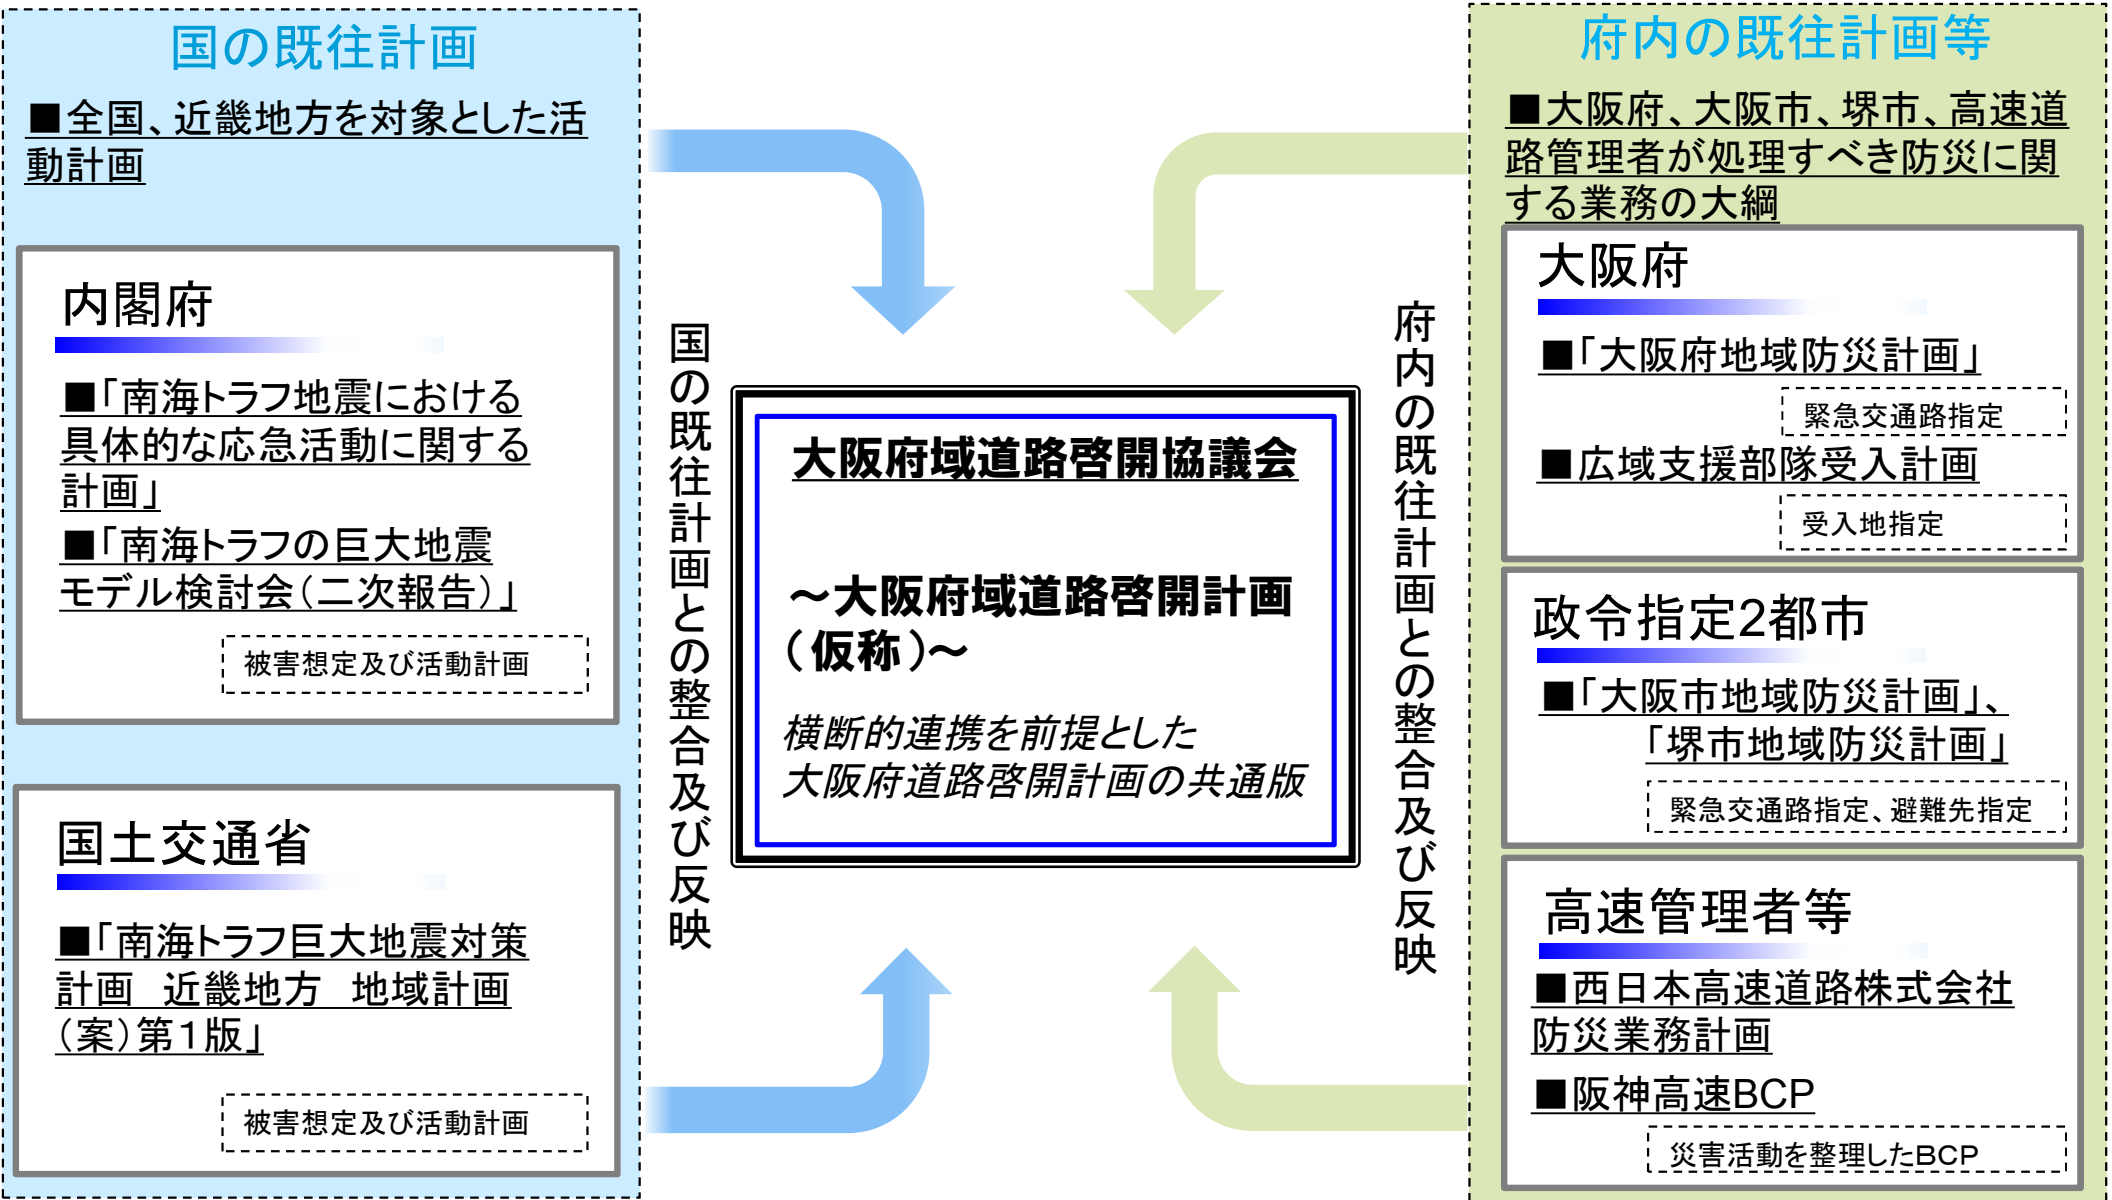 国の既往計画
■全国、近畿地方を対象とした活
動計画
内閣府
■「南海トラフ地震における
具体的な応急活動に関する
計画」
■「南海トラフの巨大地震
モデル検討会（二次報告）」
被害想定及び活動計画
国土交通省
■「南海トラフ巨大地震対策
計画　近畿地方　地域計画
（案）第１版」
被害想定及び活動計画
国の既往計画との整合及び反映
大阪府域道路啓開協議会
～大阪府域道路啓開計画
（仮称）～
横断的連携を前提とした
大阪府道路啓開計画の共通版
府内の既往計画との整合及び反映
府内の既往計画等
■大阪府、大阪市、堺市、高速道
路管理者が処理すべき防災に関
する業務の大綱
大阪府
■「大阪府地域防災計画」
緊急交通路指定
■広域支援部隊受入計画
受入地指定
政令指定2都市
■「大阪市地域防災計画」、
「堺市地域防災計画」
緊急交通路指定、避難先指定
高速管理者等
■西日本高速道路株式会社
防災業務計画
■阪神高速BCP
災害活動を整理したＢＣＰ